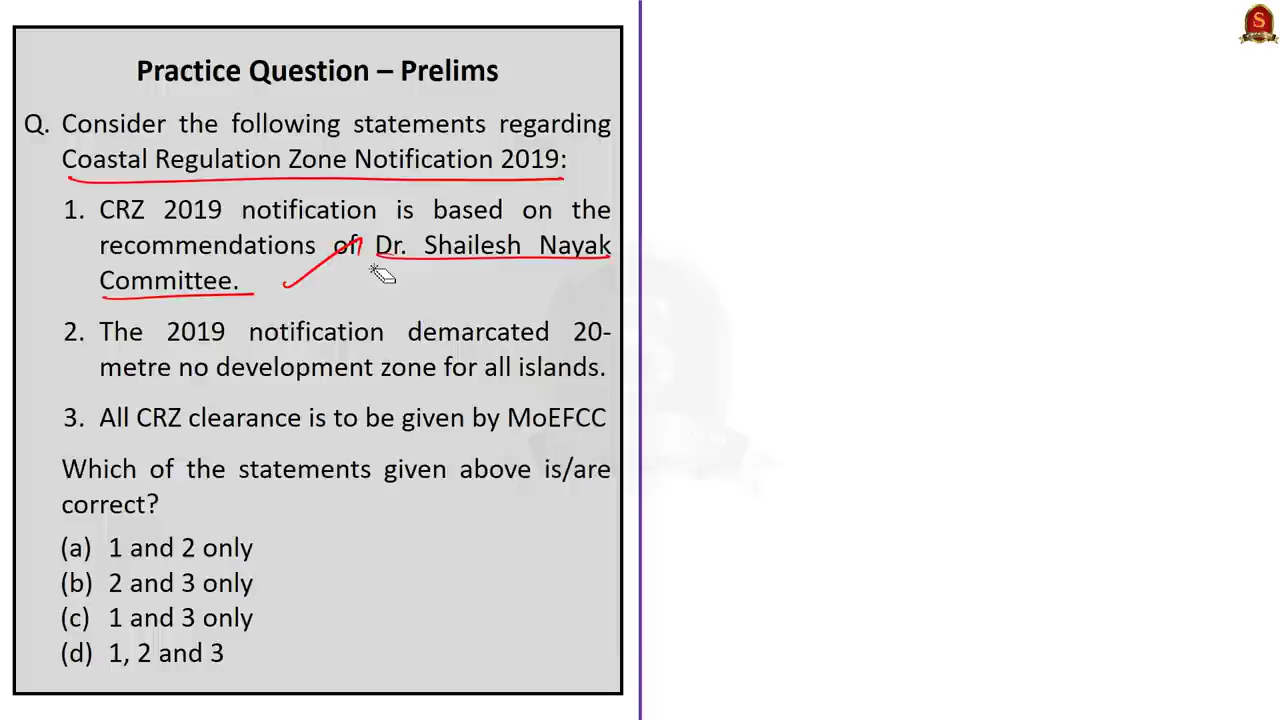 Practice Question – Prelims
Q. Consider the following statements regarding
Coastal Regulation Zone Notification 2019:
1. CRZ 2019 notification is based on the
recommendations of Dr. Shailesh Nayak
Committee.
2. The 2019 notification demarcated 20-
metre no development zone for all islands.
3. All CRZ clearance is to be given by MoEFCC
Which of the statements given above is/are
correct?
(a) 1 and 2 only
(b) 2 and 3 only
(c) 1 and 3 only
(d) 1, 2 and 3
S